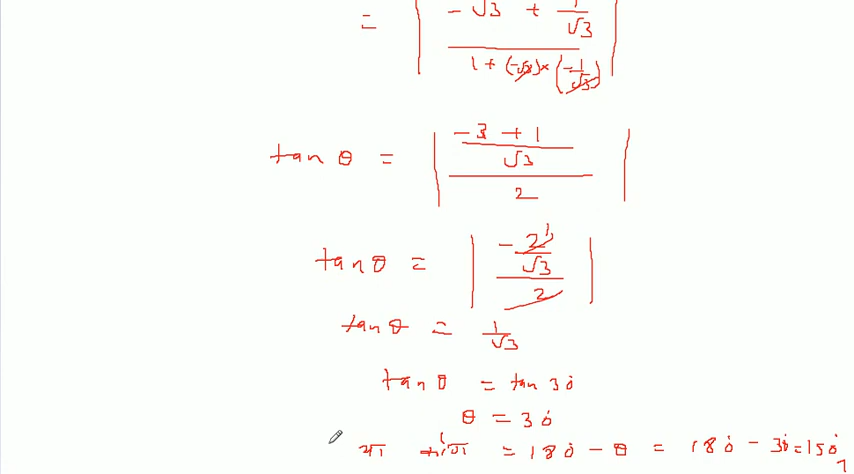 = | (-√3 + 1/√3) / (1 + (-√3) × (-1/√3)) |
tan θ = | ((-3 + 1)/√3) / 2 |
tan θ = | (-2/√3) / 2 | 1
tan θ = 1/√3
tan θ = tan 30°
θ = 30°
या कोण = 180° - θ = 180° - 30° = 150°